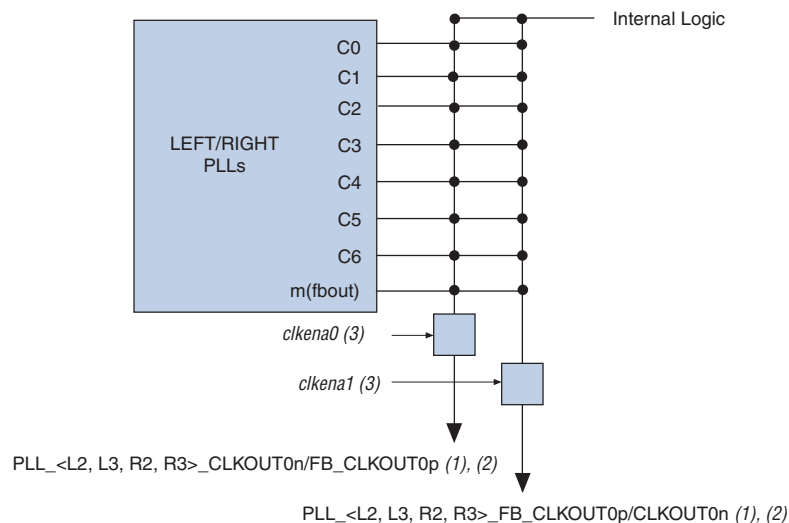 Internal Logic
C0
C1
C2
LEFT/RIGHT
PLLs
C3
C4
C5
C6
m(fbout)
clkena0 (3)
clkena1 (3)
PLL_<L2, L3, R2, R3>_CLKOUT0n/FB_CLKOUT0p (1), (2)
PLL_<L2, L3, R2, R3>_FB_CLKOUT0p/CLKOUT0n (1), (2)